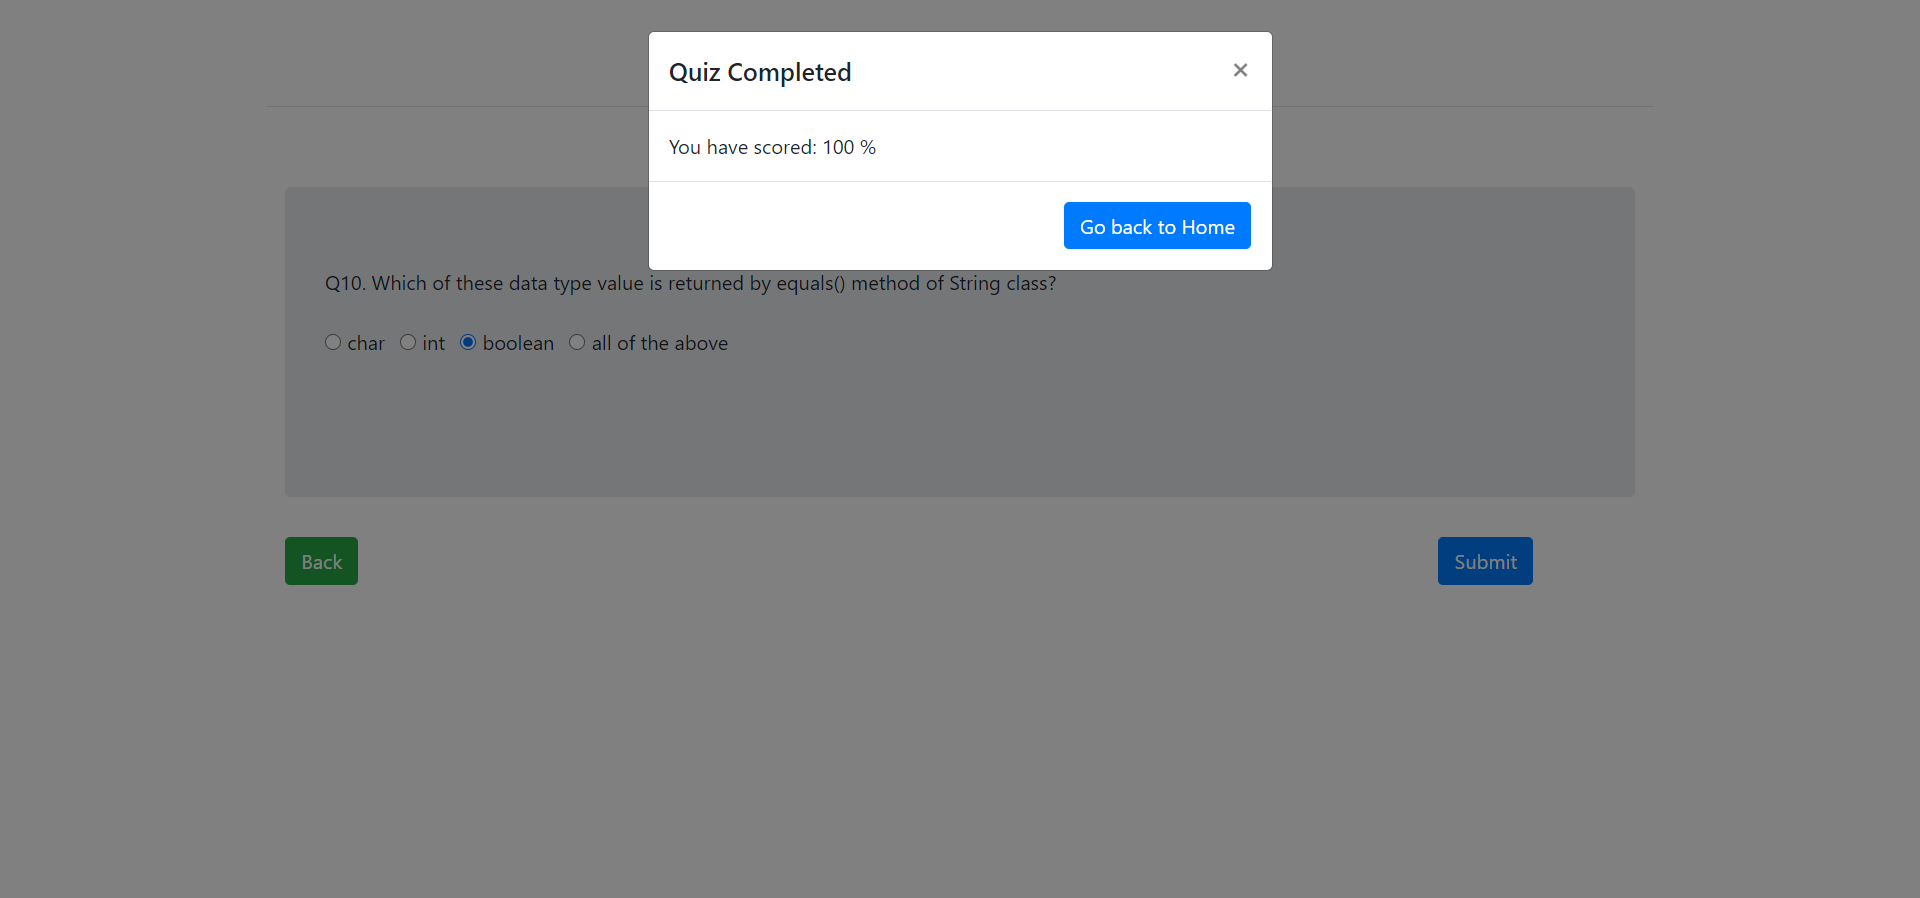 Quiz Completed
×
You have scored: 100 %
Go back to Home
Q10. Which of these data type value is returned by equals() method of String class?
char int boolean all of the above
Back Submit